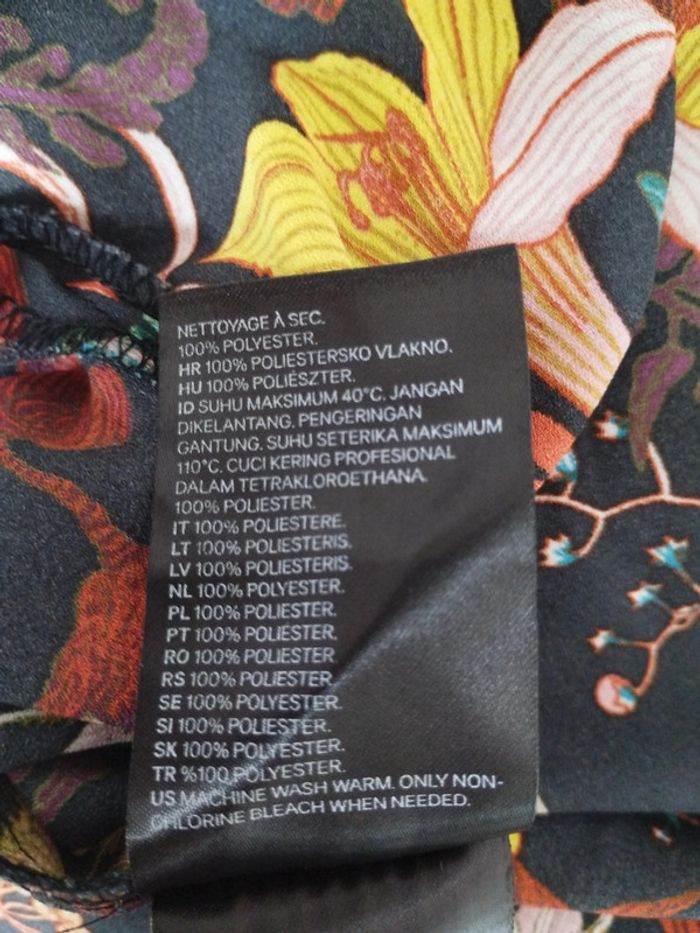 NETTOYAGE À SEC.
100% POLYESTER.
HR 100% POLIESTERSKO VLAKNO.
HU 100% POLIÉSZTER.
ID SUHU MAKSIMUM 40°C. JANGAN
DIKELANTANG. PENGERINGAN
GANTUNG. SUHU SETERIKA MAKSIMUM
110°C. CUCI KERING PROFESIONAL
DALAM TETRAKLOROETHANA.
100% POLIESTER.
IT 100% POLIESTERE.
LT 100% POLIESTERIS.
LV 100% POLIESTERIS.
NL 100% POLYESTER.
PL 100% POLIESTER.
PT 100% POLIESTER.
RO 100% POLIESTER
RS 100% POLIESTER.
SE 100% POLYESTER.
SI 100% POLIESTER.
SK 100% POLYESTER.
TR %100 POLYESTER.
US MACHINE WASH WARM. ONLY NON-
CHLORINE BLEACH WHEN NEEDED.